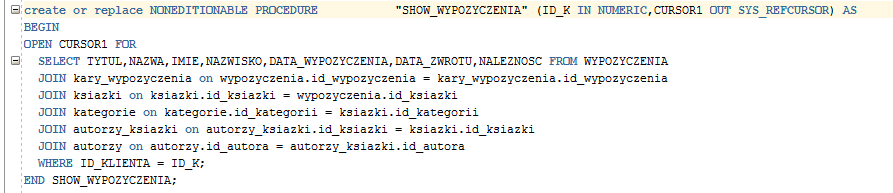 create or replace NONEDITIONABLE PROCEDURE "SHOW_WYPOZYCZENIA" (ID_K IN NUMERIC,CURSOR1 OUT SYS_REFCURSOR) AS
BEGIN
OPEN CURSOR1 FOR
SELECT TYTUL,NAZWA,IMIE,NAZWISKO,DATA_WYPOZYCZENIA,DATA_ZWROTU,NALEZNOSC FROM WYPOZYCZENIA
JOIN kary_wypozyczenia on wypozyczenia.id_wypozyczenia = kary_wypozyczenia.id_wypozyczenia
JOIN ksiazki on ksiazki.id_ksiazki = wypozyczenia.id_ksiazki
JOIN kategorie on kategorie.id_kategorii = ksiazki.id_kategorii
JOIN autorzy_ksiazki on autorzy_ksiazki.id_ksiazki = ksiazki.id_ksiazki
JOIN autorzy on autorzy.id_autora = autorzy_ksiazki.id_autora
WHERE ID_KLIENTA = ID_K;
END SHOW_WYPOZYCZENIA;